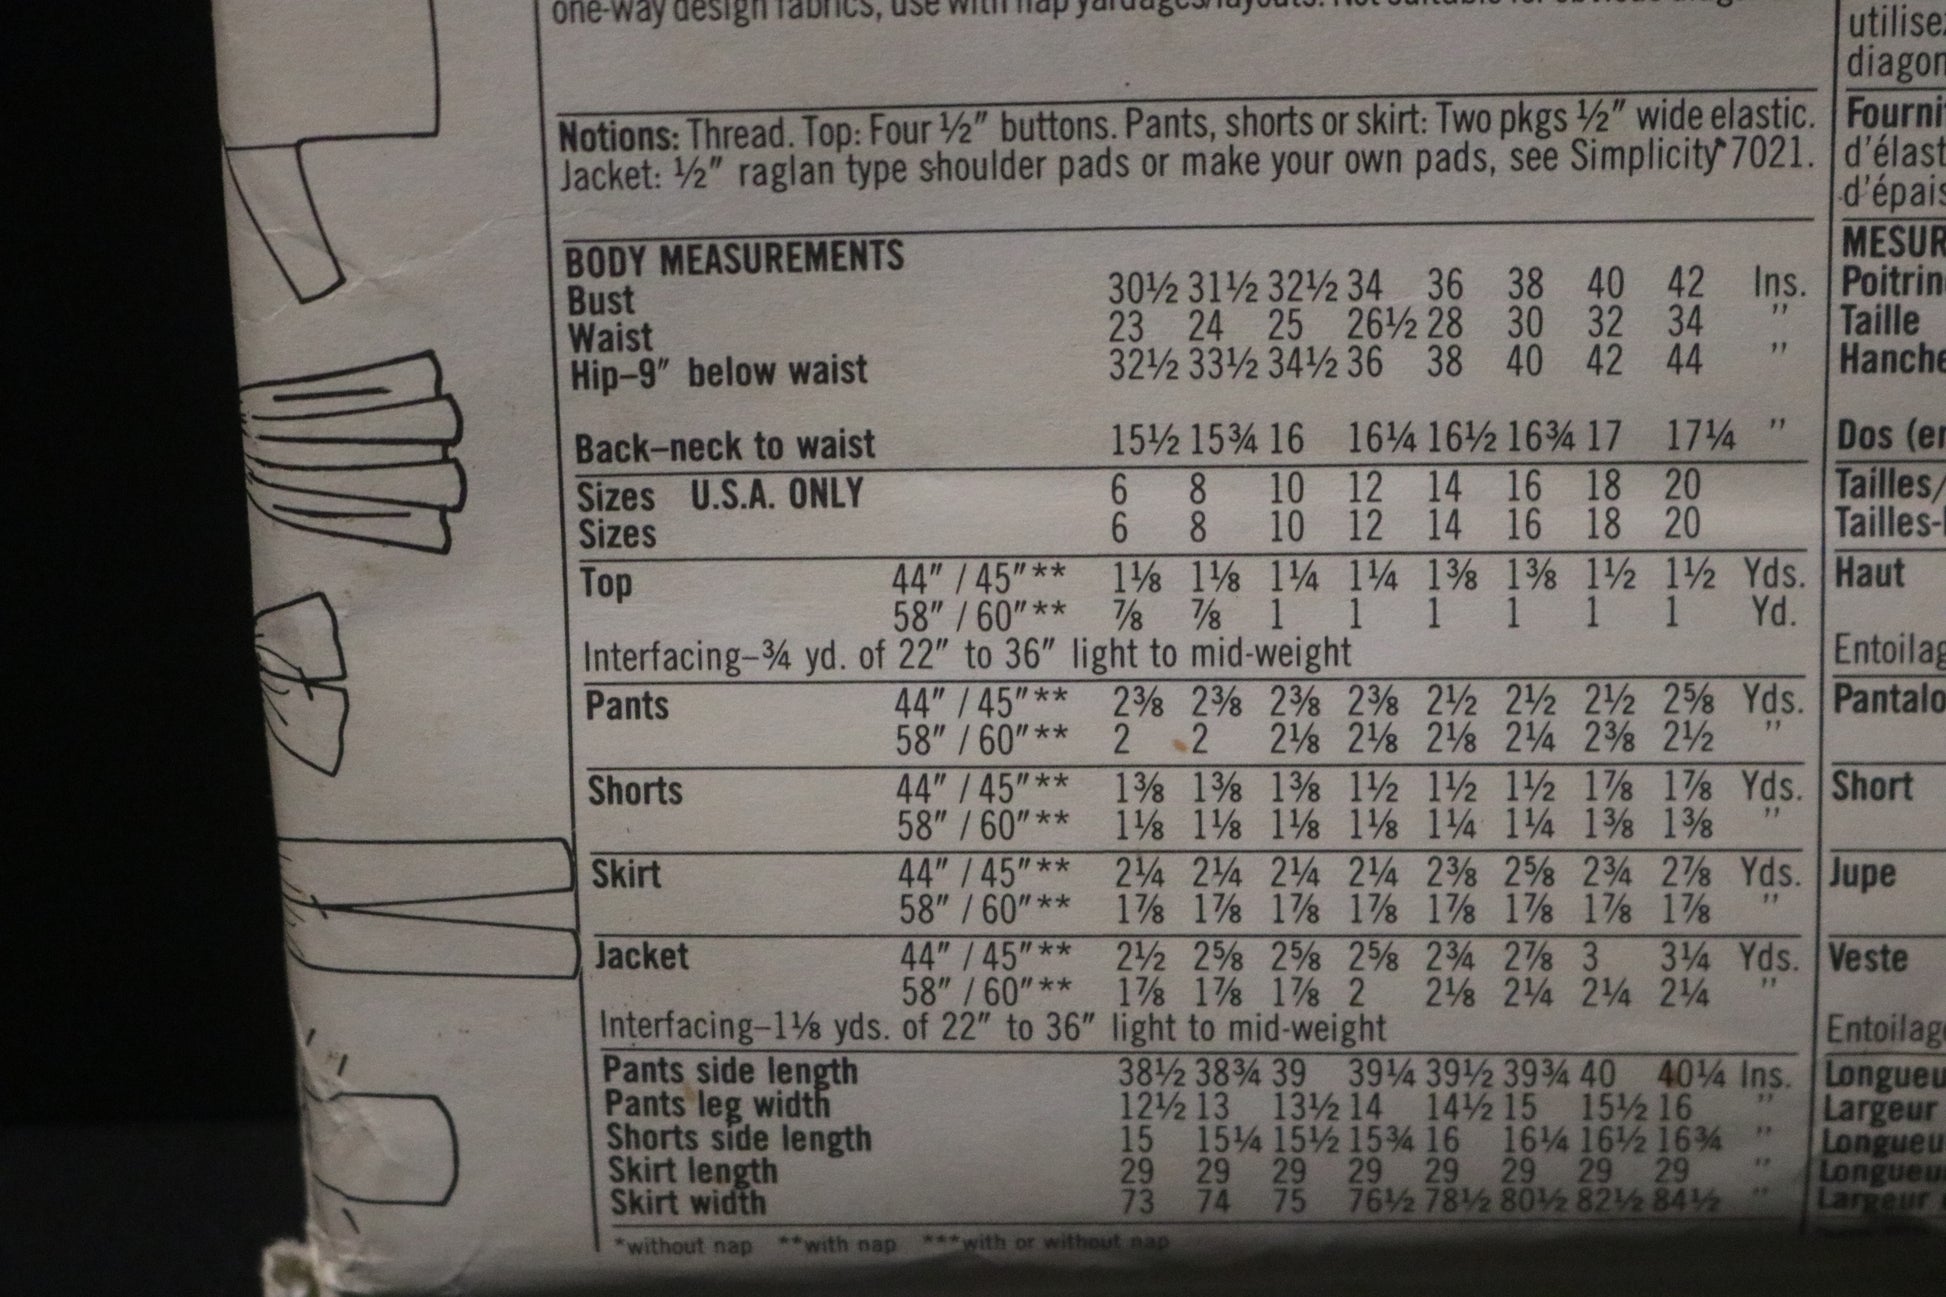 one-way design fabrics, use with nap yardages/layouts. Not suitable for obvious
Notions: Thread. Top: Four ½″ buttons. Pants, shorts or skirt: Two pkgs ½″ wide elastic.
Jacket: ½″ raglan type shoulder pads or make your own pads, see Simplicity 7021.
BODY MEASUREMENTS
Bust 30½ 31½ 32½ 34 36 38 40 42 Ins.
Waist 23 24 25 26½ 28 30 32 34 ″
Hip–9″ below waist 32½ 33½ 34½ 36 38 40 42 44 ″
Back–neck to waist 15½ 15¾ 16 16¼ 16½ 16¾ 17 17¼ ″
Sizes U.S.A. ONLY 6 8 10 12 14 16 18 20
Sizes 6 8 10 12 14 16 18 20
Top 44″ / 45″** 1⅛ 1⅛ 1¼ 1¼ 1⅜ 1⅜ 1½ 1½ Yds.
58″ / 60″** ⅞ ⅞ 1 1 1 1 1 1 Yd.
Interfacing–¾ yd. of 22″ to 36″ light to mid-weight
Pants 44″ / 45″** 2⅜ 2⅜ 2⅜ 2⅜ 2½ 2½ 2½ 2⅝ Yds.
58″ / 60″** 2 2 2⅛ 2⅛ 2⅛ 2¼ 2⅜ 2½ ″
Shorts 44″ / 45″** 1⅜ 1⅜ 1⅜ 1½ 1½ 1½ 1⅞ 1⅞ Yds.
58″ / 60″** 1⅛ 1⅛ 1⅛ 1⅛ 1¼ 1¼ 1⅜ 1⅜ ″
Skirt 44″ / 45″** 2¼ 2¼ 2¼ 2¼ 2⅜ 2⅝ 2¾ 2⅞ Yds.
58″ / 60″** 1⅞ 1⅞ 1⅞ 1⅞ 1⅞ 1⅞ 1⅞ 1⅞ ″
Jacket 44″ / 45″** 2½ 2⅝ 2⅝ 2⅝ 2¾ 2⅞ 3 3¼ Yds.
58″ / 60″** 1⅞ 1⅞ 1⅞ 2 2⅛ 2¼ 2¼ 2¼ ″
Interfacing–1⅛ yds. of 22″ to 36″ light to mid-weight
Pants side length 38½ 38¾ 39 39¼ 39½ 39¾ 40 40¼ Ins.
Pants leg width 12½ 13 13½ 14 14½ 15 15½ 16 ″
Shorts side length 15 15¼ 15½ 15¾ 16 16¼ 16½ 16¾ ″
Skirt length 29 29 29 29 29 29 29 29 ″
Skirt width 73 74 75 76½ 78½ 80½ 82½ 84½ ″
*without nap **with nap ***with or without nap
utilisez
diagon
Fourni
d'élast
d'épais
MESUR
Poitrin
Taille
Hanche
Dos (en
Tailles/
Tailles-
Haut
Entoilag
Pantalo
Short
Jupe
Veste
Entoilage
Longueu
Largeur
Longueu
Longueu
Largeur